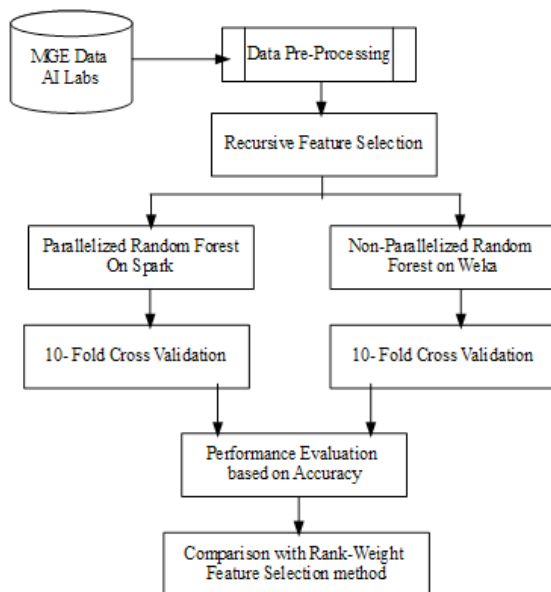 MGE Data
AI Labs
Data Pre-Processing
Recursive Feature Selection
Parallelized Random Forest
On Spark
Non-Parallelized Random
Forest on Weka
10- Fold Cross Validation
10- Fold Cross Validation
Performance Evaluation
based on Accuracy
Comparison with Rank-Weight
Feature Selection method